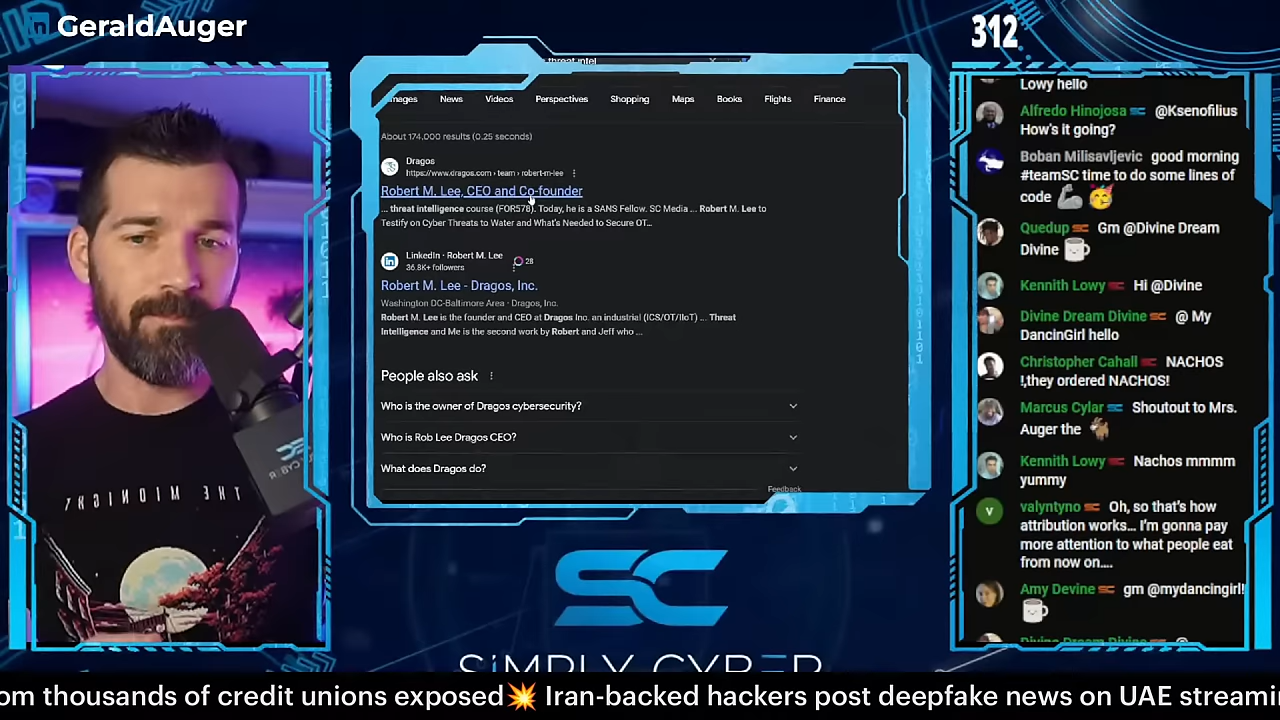 GeraldAuger
312
threat intel
mages News Videos Perspectives Shopping Maps Books Flights Finance
About 174,000 results (0.25 seconds)
Dragos
https://www.dragos.com › team › robert-m-lee
Robert M. Lee, CEO and Co-founder
... threat intelligence course (FOR578). Today, he is a SANS Fellow. SC Media ... Robert M. Lee to
Testify on Cyber Threats to Water and What's Needed to Secure OT...
LinkedIn · Robert M. Lee
28
36.8K+ followers
Robert M. Lee - Dragos, Inc.
Washington DC-Baltimore Area · Dragos, Inc.
Robert M. Lee is the founder and CEO at Dragos Inc. an industrial (ICS/OT/IIoT) ... Threat
Intelligence and Me is the second work by Robert and Jeff who ...
People also ask
Who is the owner of Dragos cybersecurity?
Who is Rob Lee Dragos CEO?
What does Dragos do?
Feedback
Lowy hello
Alfredo Hinojosa @Ksenofilius
How's it going?
Boban Milisavljevic good morning
#teamSC time to do some lines
of code
Quedup Gm @Divine Dream
Divine
Kennith Lowy Hi @Divine
Divine Dream Divine @ My
DancinGirl hello
Christopher Cahall NACHOS
!,they ordered NACHOS!
Marcus Cylar Shoutout to Mrs.
Auger the
Kennith Lowy Nachos mmmm
yummy
V
valyntyno Oh, so that's how
attribution works... I'm gonna pay
more attention to what people eat
from now on....
Amy Devine gm @mydancingirl!
Divine Dream Divine @
THE MIDNIGHT
SC
SIMPLY CYBER
om thousands of credit unions exposed💥 Iran-backed hackers post deepfake news on UAE streami